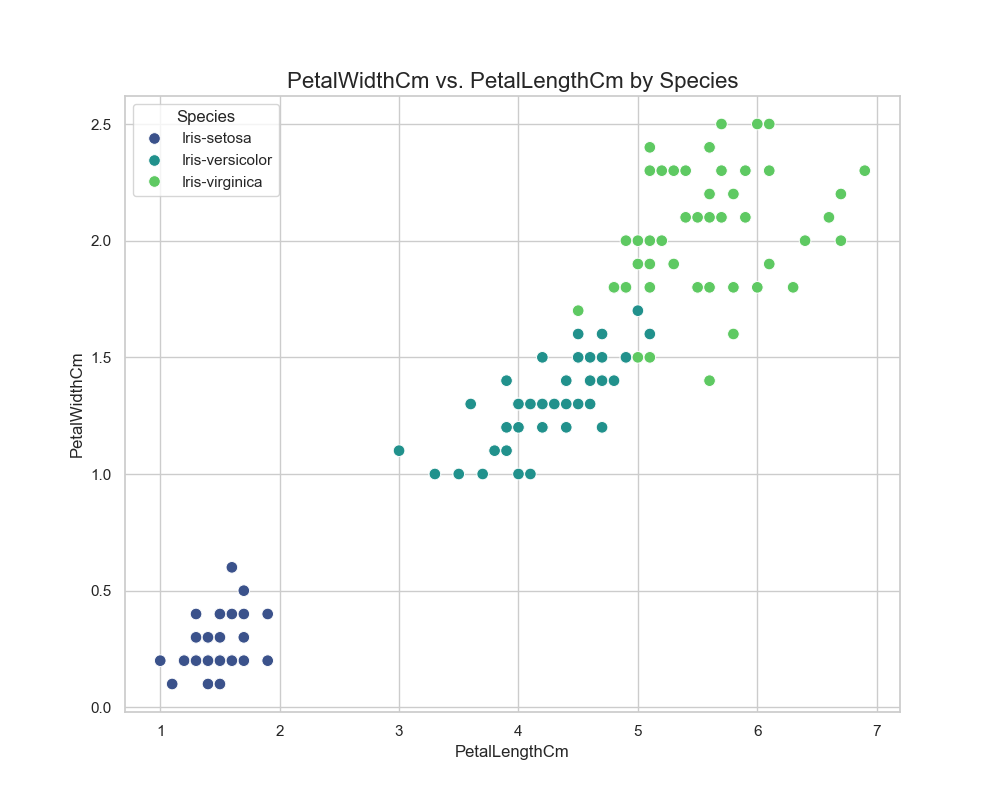 PetalWidthCm vs. PetalLengthCm by Species
Species
Iris-setosa
Iris-versicolor
Iris-virginica
2.5
2.0
1.5
1.0
0.5
0.0
PetalWidthCm
1 2 3 4 5 6 7
PetalLengthCm